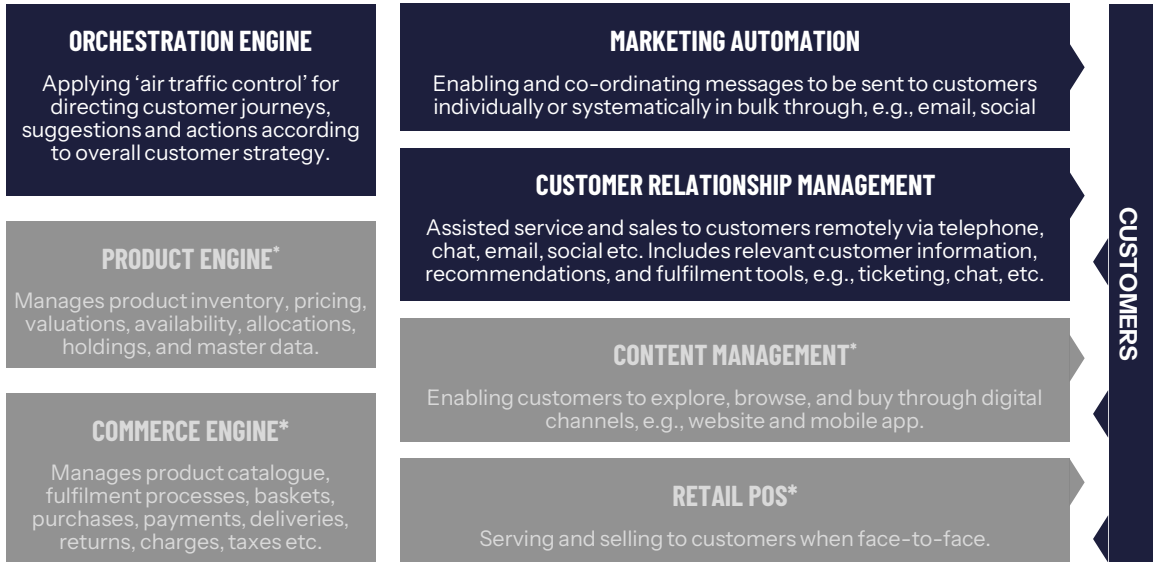 ORCHESTRATION ENGINE
Applying ‘air traffic control’ for
directing customer journeys,
suggestions and actions according
to overall customer strategy.
PRODUCT ENGINE*
Manages product inventory, pricing,
valuations, availability, allocations,
holdings, and master data.
COMMERCE ENGINE*
Manages product catalogue,
fulfilment processes, baskets,
purchases, payments, deliveries,
returns, charges, taxes etc.
MARKETING AUTOMATION
Enabling and co-ordinating messages to be sent to customers
individually or systematically in bulk through, e.g., email, social
CUSTOMER RELATIONSHIP MANAGEMENT
Assisted service and sales to customers remotely via telephone,
chat, email, social etc. Includes relevant customer information,
recommendations, and fulfilment tools, e.g., ticketing, chat, etc.
CONTENT MANAGEMENT*
Enabling customers to explore, browse, and buy through digital
channels, e.g., website and mobile app.
RETAIL POS*
Serving and selling to customers when face-to-face.
CUSTOMERS